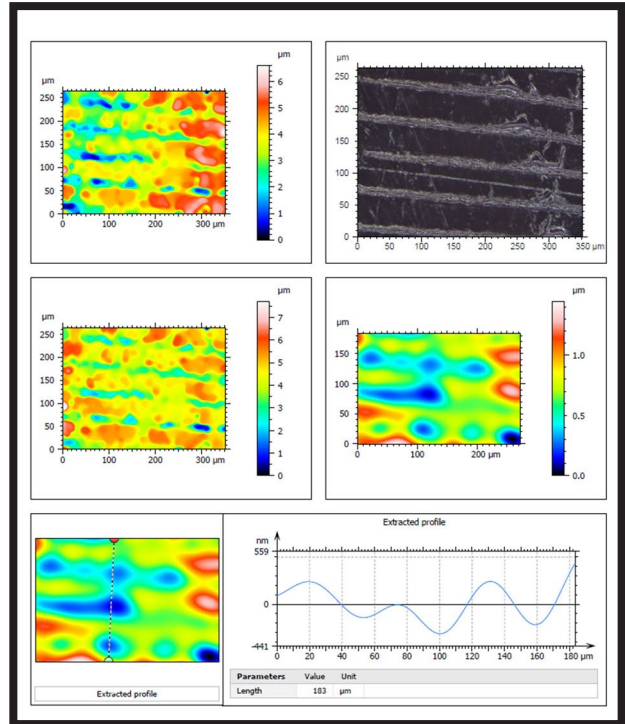 µm
µm
250
200
150
100
50
0
0 100 200 300 µm
6
5
4
3
2
1
0
µm
250
200
150
100
50
0
0 50 100 150 200 250 300 350 µm
µm
µm
250
200
150
100
50
0
0 100 200 300 µm
7
6
5
4
3
2
1
0
µm
µm
150
100
50
0
0 100 200 µm
1.0
0.5
0.0
Extracted profile
Extracted profile
nm
559
0
-441
0 20 40 60 80 100 120 140 160 180 µm
Parameters Value Unit
Length 183 µm